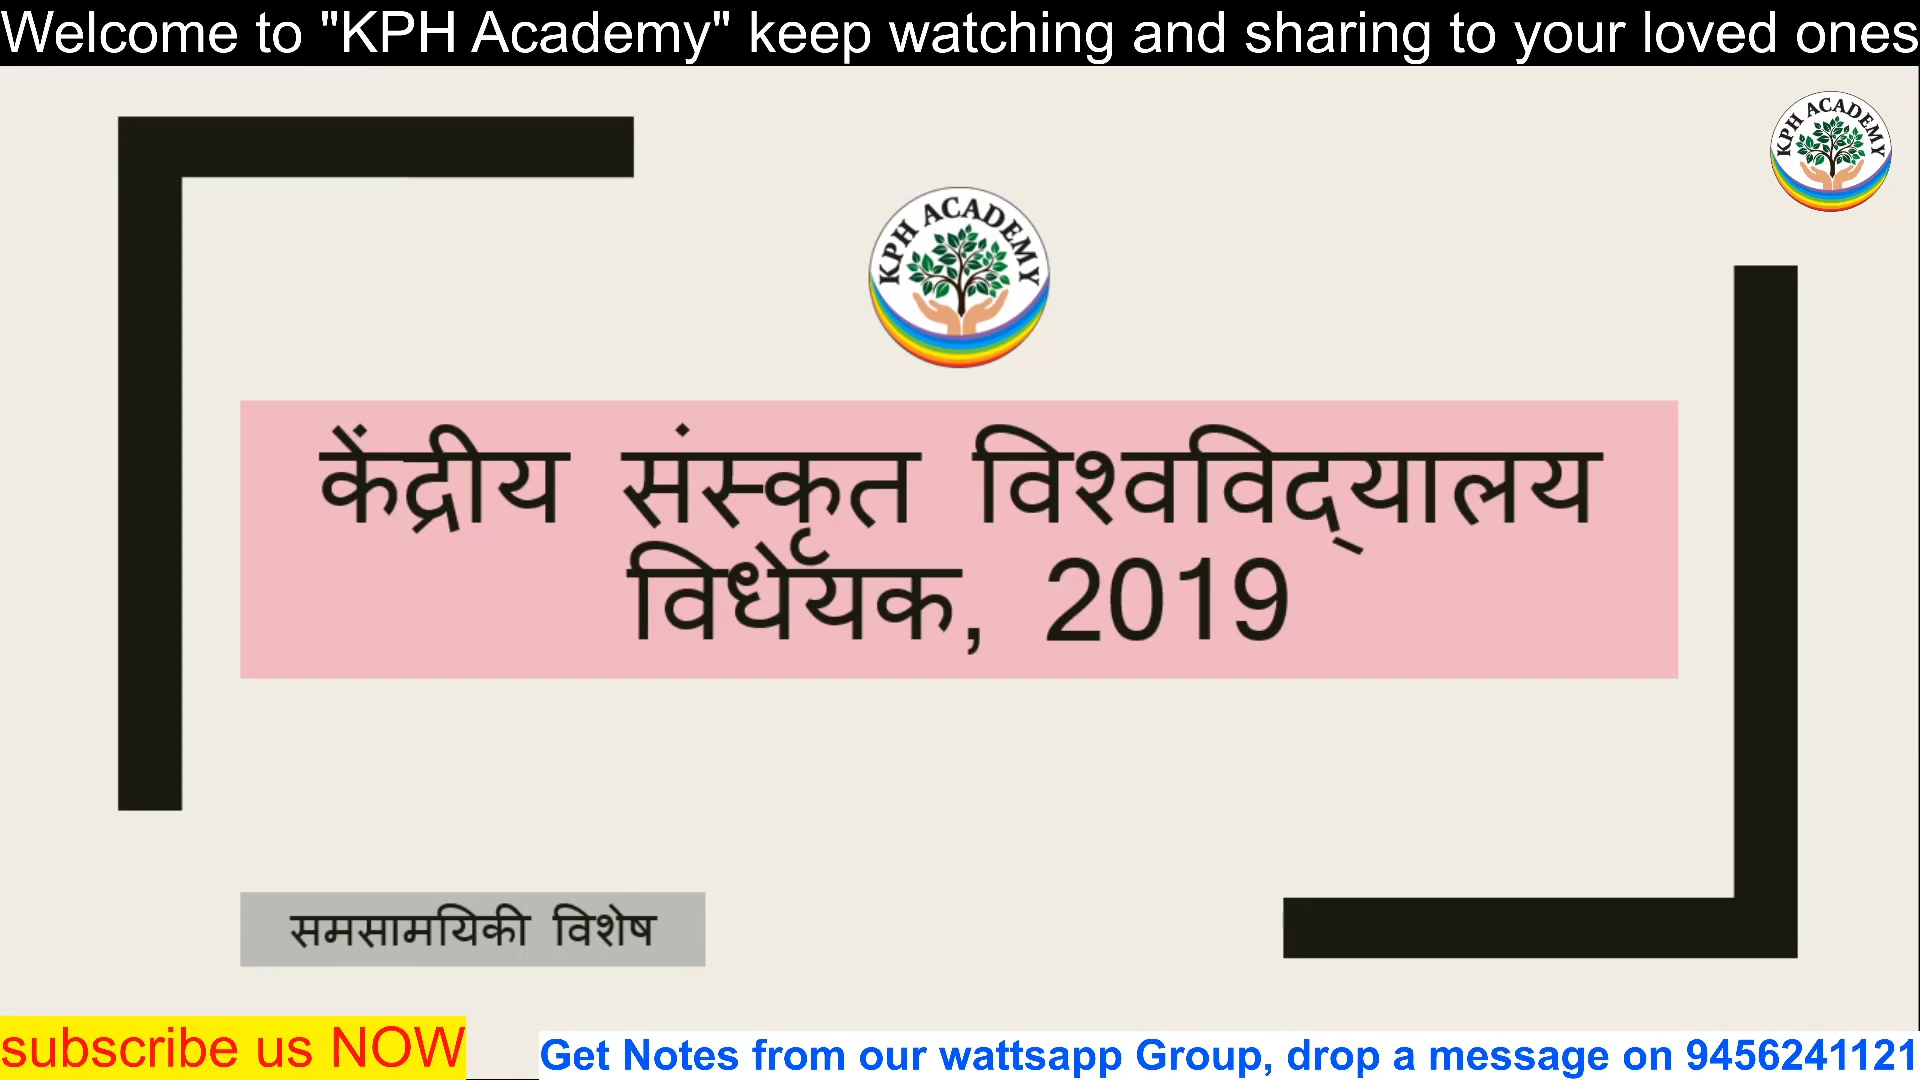 Welcome to "KPH Academy" keep watching and sharing to your loved ones
KPH ACADEMY
KPH ACADEMY
केंद्रीय संस्कृत विश्वविद्‌यालय
विधेयक, 2019
समसामयिकी विशेष
subscribe us NOW
Get Notes from our wattsapp Group, drop a message on 9456241121